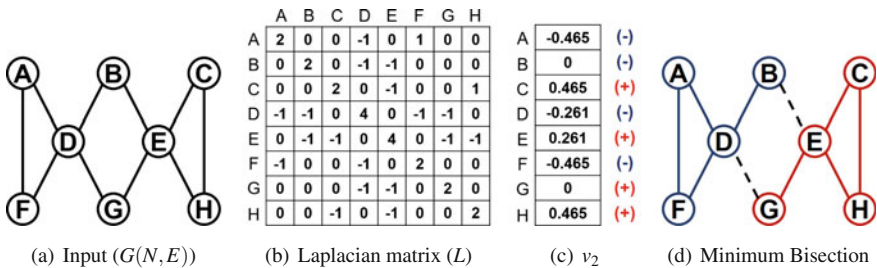 A B C D E F G H
A 2 0 0 -1 0 1 0 0
B 0 2 0 -1 -1 0 0 0
C 0 0 2 0 -1 0 0 1
D -1 -1 0 4 0 -1 -1 0
E 0 -1 -1 0 4 0 -1 -1
F -1 0 0 -1 0 2 0 0
G 0 0 0 -1 -1 0 2 0
H 0 0 -1 0 -1 0 0 2
A -0.465 (-)
B 0 (-)
C 0.465 (+)
D -0.261 (-)
E 0.261 (+)
F -0.465 (-)
G 0 (+)
H 0.465 (+)
A B C
D E
F G H
A B C
D E
F G H
(a) Input (G(N,E))
(b) Laplacian matrix (L)
(c) v₂
(d) Minimum Bisection